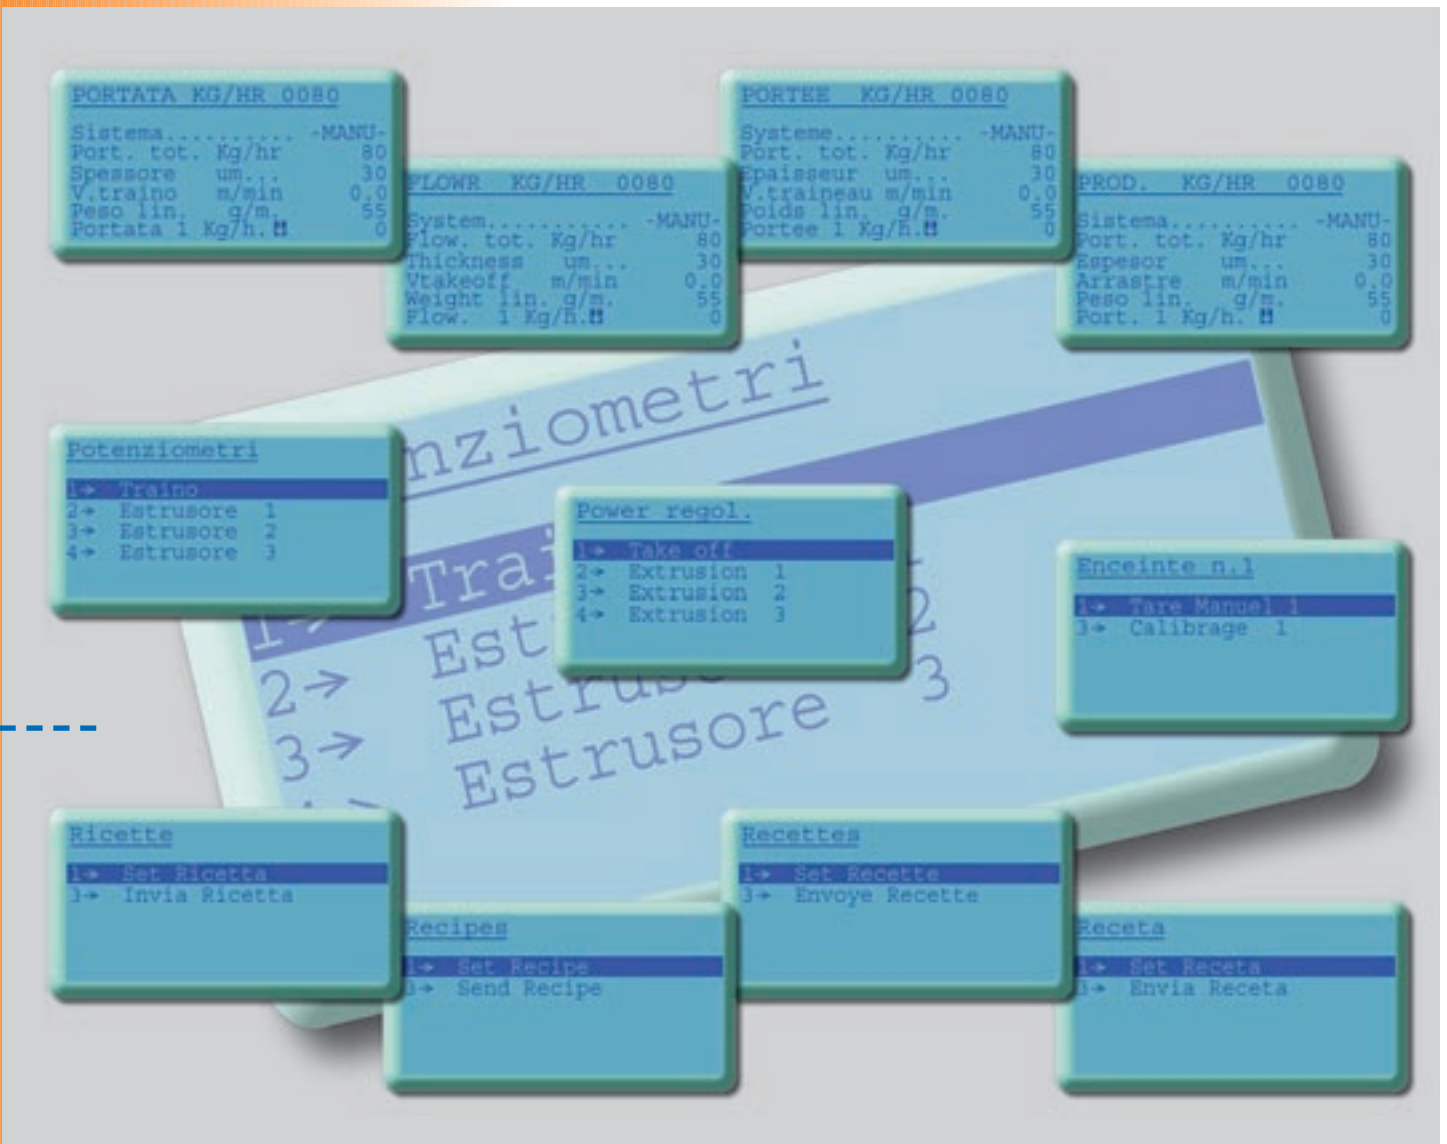 PORTATA KG/HR 0080
Sistema.......... -MANU-
Port. tot. Kg/hr 80
Spessore um... 30
V.traino m/min 0.0
Peso lin. g/m. 55
Portata 1 Kg/h. 0
FLOWR KG/HR 0080
System........... -MANU-
Flow. tot. Kg/hr 80
Thickness um... 30
Vtakeoff m/min 0.0
Weight lin. g/m. 55
Flow. 1 Kg/h. 0
PORTEE KG/HR 0080
Systeme.......... -MANU-
Port. tot. Kg/hr 80
Epaisseur um... 30
V.traineau m/min 0.0
Poids lin. g/m. 55
Portee 1 Kg/h. 0
PROD. KG/HR 0080
Sistema.......... -MANU-
Port. tot. Kg/hr 80
Espesor um... 30
Arrastre m/min 0.0
Peso lin. g/m. 55
Port. 1 Kg/h. 0
nziometri
1→ Trai
2→ Est 2
3→ Estruso 3
Estrusore
Potenziometri
1→ Traino
2→ Estrusore 1
3→ Estrusore 2
4→ Estrusore 3
Power regol.
1→ Take off
2→ Extrusion 1
3→ Extrusion 2
4→ Extrusion 3
Enceinte n.1
1→ Tare Manuel 1
3→ Calibrage 1
Ricette
1→ Set Ricetta
3→ Invia Ricetta
Recipes
1→ Set Recipe
3→ Send Recipe
Recettes
1→ Set Recette
3→ Envoye Recette
Receta
1→ Set Receta
3→ Envia Receta